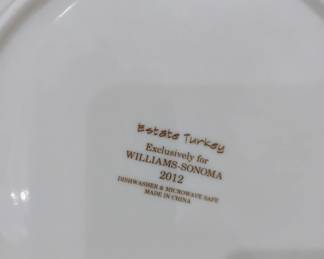 Estate Turkey
Exclusively for
WILLIAMS-SONOMA
2012
DISHWASHER & MICROWAVE SAFE
MADE IN CHINA